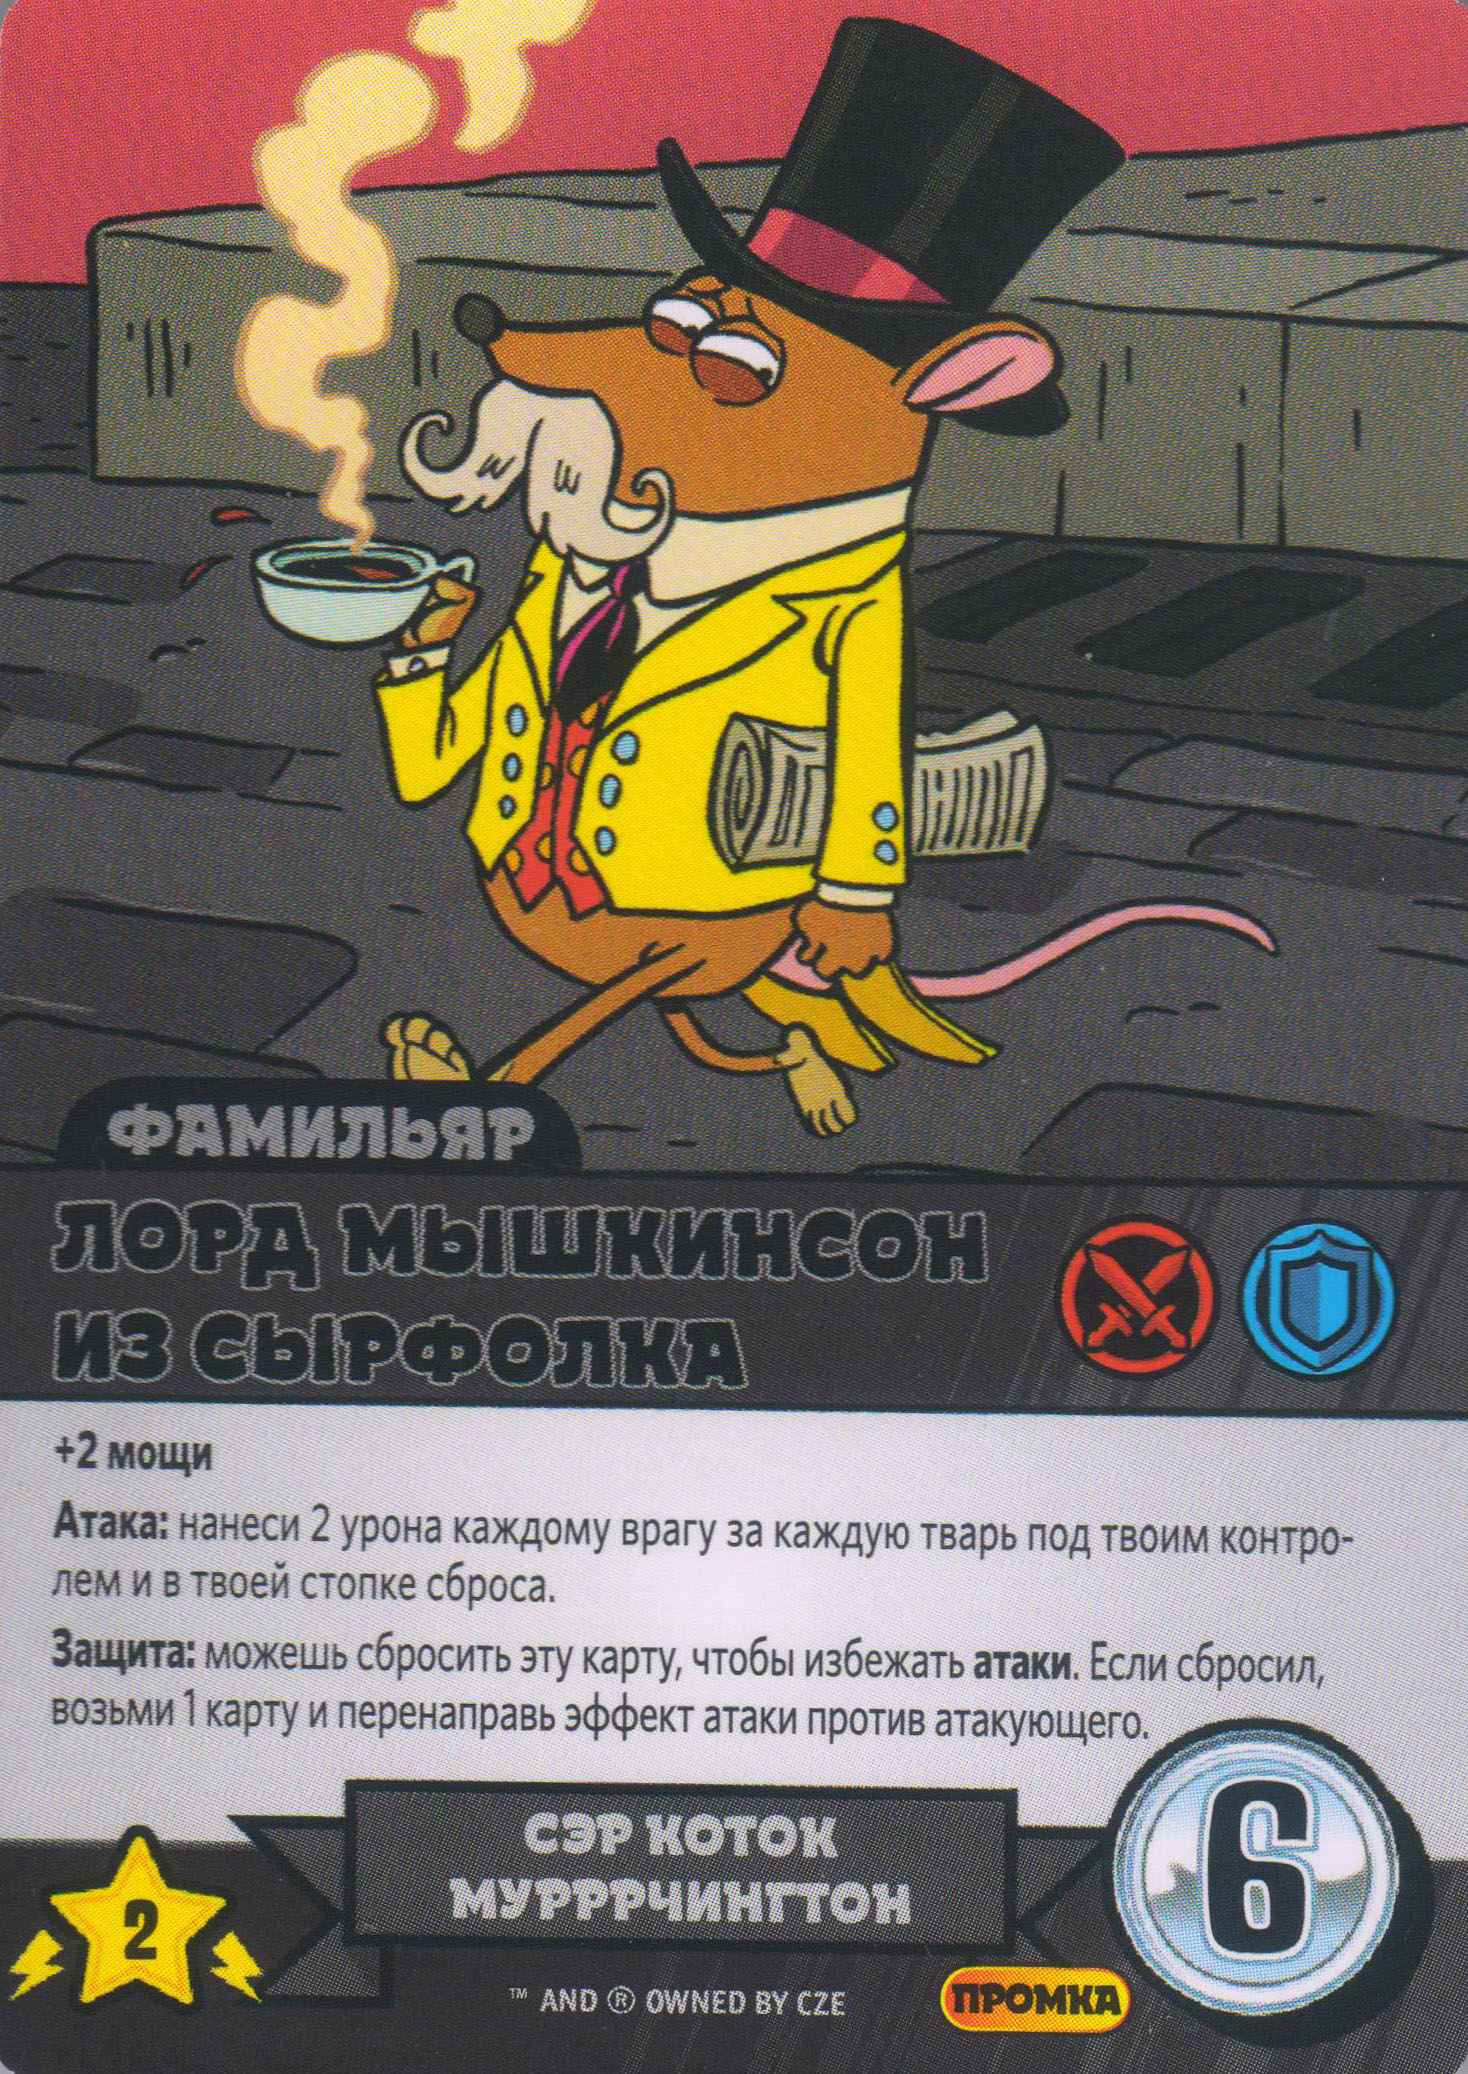 ФАМИЛЬЯР
ЛОРД МЫШКИНСОН
ИЗ СЫРФОЛКА
+2 мощи
Атака: нанеси 2 урона каждому врагу за каждую тварь под твоим контро-
лем и в твоей стопке сброса.
Защита: можешь сбросить эту карту, чтобы избежать атаки. Если сбросил,
возьми 1 карту и перенаправь эффект атаки против атакующего.
СЭР КОТОК
МУРРРЧИНГТОН
2
6
™ AND ® OWNED BY CZE
ПРОМКА